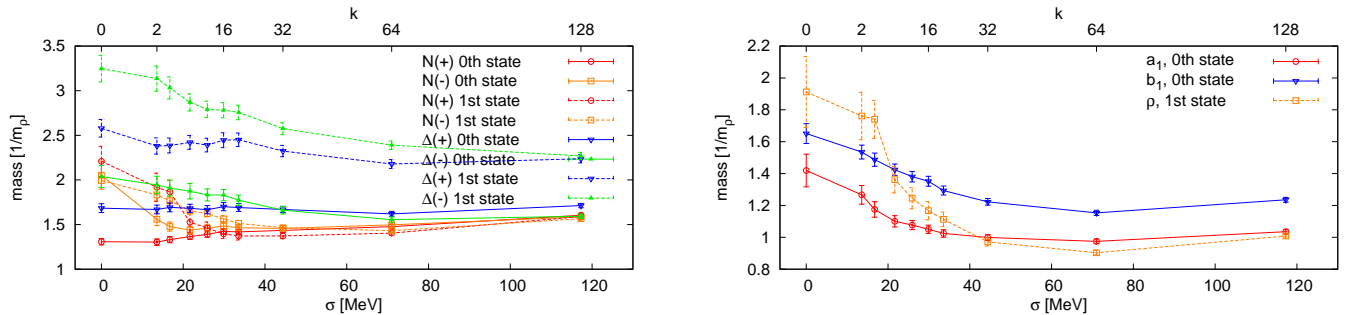 k
0 2 16 32 64 128
3.5
3
2.5
2
1.5
1
mass [1/mρ]
N(+) 0th state
N(-) 0th state
N(+) 1st state
N(-) 1st state
Δ(+) 0th state
Δ(-) 0th state
Δ(+) 1st state
Δ(-) 1st state
0 20 40 60 80 100 120
σ [MeV]
k
0 2 16 32 64 128
2.2
2
1.8
1.6
1.4
1.2
1
0.8
mass [1/mρ]
a1, 0th state
b1, 0th state
ρ, 1st state
0 20 40 60 80 100 120
σ [MeV]